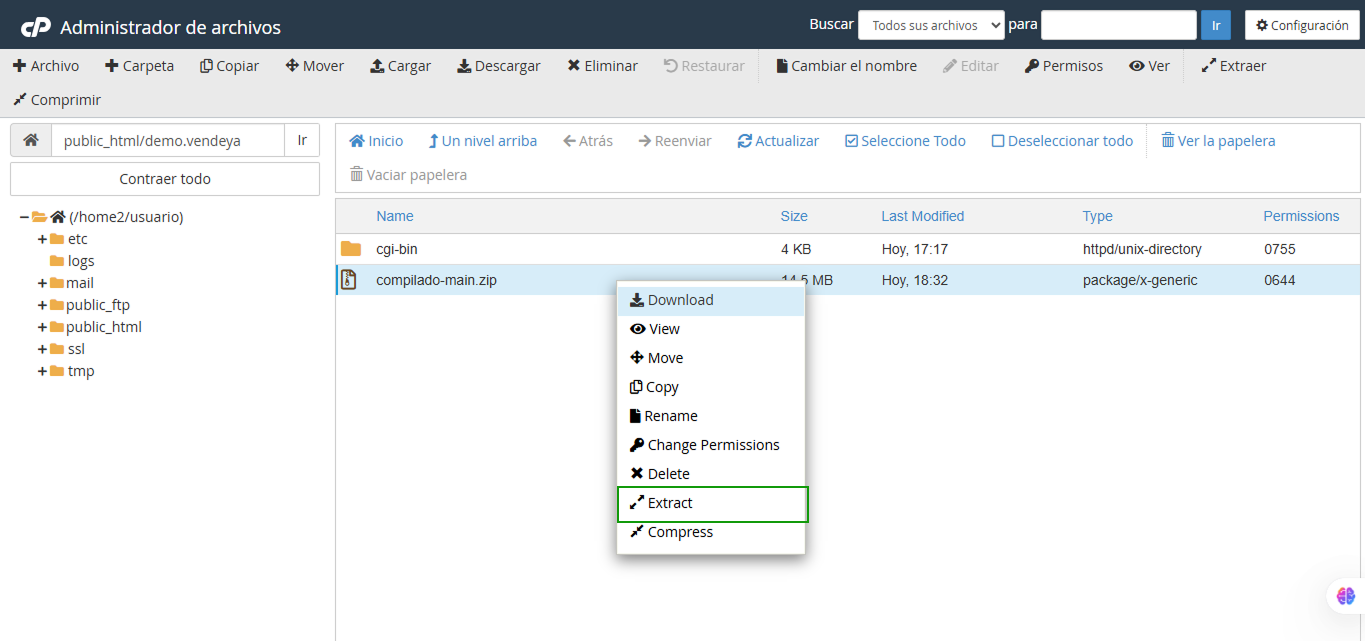 cP Administrador de archivos Buscar Todos sus archivos para Ir Configuración
Archivo Carpeta Copiar Mover Cargar Descargar Eliminar Restaurar Cambiar el nombre Editar Permisos Ver Extraer
Comprimir
public_html/demo.vendeya Ir
Contraer todo
(/home2/usuario)
etc
logs
mail
public_ftp
public_html
ssl
tmp
Inicio Un nivel arriba Atrás Reenviar Actualizar Seleccione Todo Deseleccionar todo Ver la papelera
Vaciar papelera
Name Size Last Modified Type Permissions
cgi-bin 4 KB Hoy, 17:17 httpd/unix-directory 0755
compilado-main.zip 14.5 MB Hoy, 18:32 package/x-generic 0644
Download
View
Move
Copy
Rename
Change Permissions
Delete
Extract
Compress